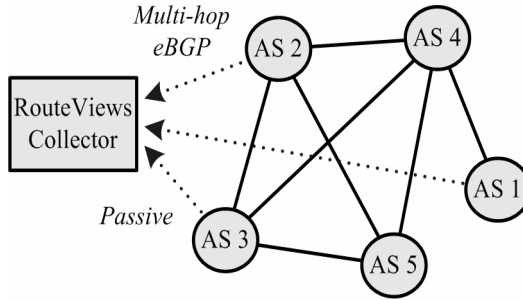 Multi-hop
eBGP
AS 2
AS 4
RouteViews
Collector
AS 1
Passive
AS 3
AS 5